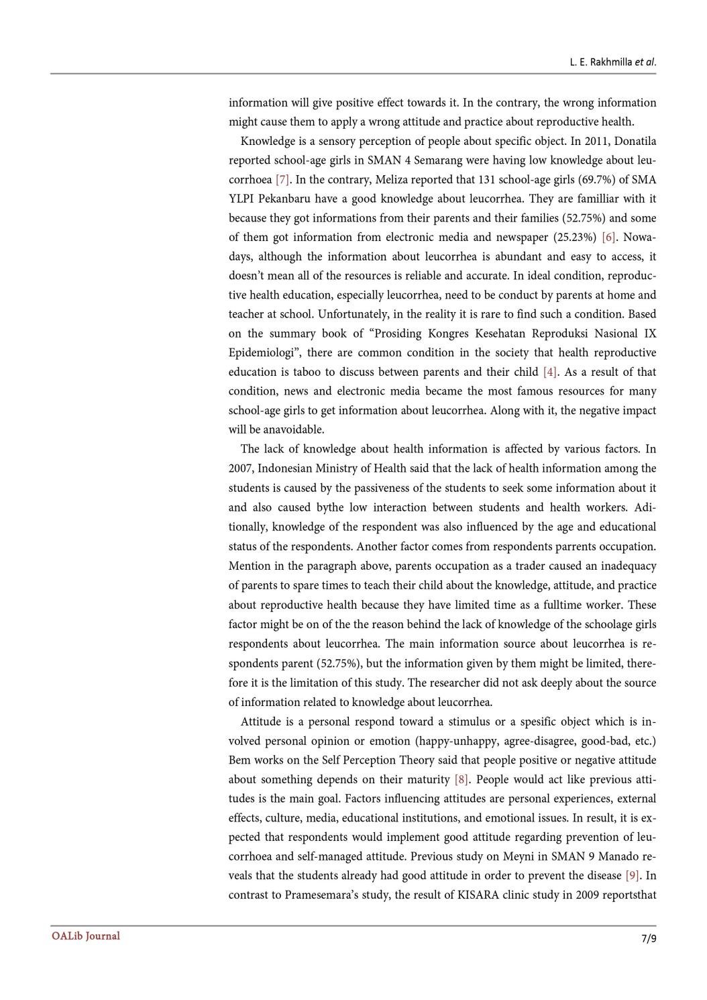 L. E. Rakhmilla et al.
information will give positive effect towards it. In the contrary, the wrong information
might cause them to apply a wrong attitude and practice about reproductive health.
Knowledge is a sensory perception of people about specific object. In 2011, Donatila
reported school-age girls in SMAN 4 Semarang were having low knowledge about leu-
corrhoea [7]. In the contrary, Meliza reported that 131 school-age girls (69.7%) of SMA
YLPI Pekanbaru have a good knowledge about leucorrhea. They are familliar with it
because they got informations from their parents and their families (52.75%) and some
of them got information from electronic media and newspaper (25.23%) [6]. Nowa-
days, although the information about leucorrhea is abundant and easy to access, it
doesn't mean all of the resources is reliable and accurate. In ideal condition, reproduc-
tive health education, especially leucorrhea, need to be conduct by parents at home and
teacher at school. Unfortunately, in the reality it is rare to find such a condition. Based
on the summary book of “Prosiding Kongres Kesehatan Reproduksi Nasional IX
Epidemiologi”, there are common condition in the society that health reproductive
education is taboo to discuss between parents and their child [4]. As a result of that
condition, news and electronic media became the most famous resources for many
school-age girls to get information about leucorrhea. Along with it, the negative impact
will be anavoidable.
The lack of knowledge about health information is affected by various factors. In
2007, Indonesian Ministry of Health said that the lack of health information among the
students is caused by the passiveness of the students to seek some information about it
and also caused bythe low interaction between students and health workers. Adi-
tionally, knowledge of the respondent was also influenced by the age and educational
status of the respondents. Another factor comes from respondents parrents occupation.
Mention in the paragraph above, parents occupation as a trader caused an inadequacy
of parents to spare times to teach their child about the knowledge, attitude, and practice
about reproductive health because they have limited time as a fulltime worker. These
factor might be on of the the reason behind the lack of knowledge of the schoolage girls
respondents about leucorrhea. The main information source about leucorrhea is re-
spondents parent (52.75%), but the information given by them might be limited, there-
fore it is the limitation of this study. The researcher did not ask deeply about the source
of information related to knowledge about leucorrhea.
Attitude is a personal respond toward a stimulus or a spesific object which is in-
volved personal opinion or emotion (happy-unhappy, agree-disagree, good-bad, etc.)
Bem works on the Self Perception Theory said that people positive or negative attitude
about something depends on their maturity [8]. People would act like previous atti-
tudes is the main goal. Factors influencing attitudes are personal experiences, external
effects, culture, media, educational institutions, and emotional issues. In result, it is ex-
pected that respondents would implement good attitude regarding prevention of leu-
corrhoea and self-managed attitude. Previous study on Meyni in SMAN 9 Manado re-
veals that the students already had good attitude in order to prevent the disease [9]. In
contrast to Pramesemara's study, the result of KISARA clinic study in 2009 reportsthat
OALib Journal
7/9